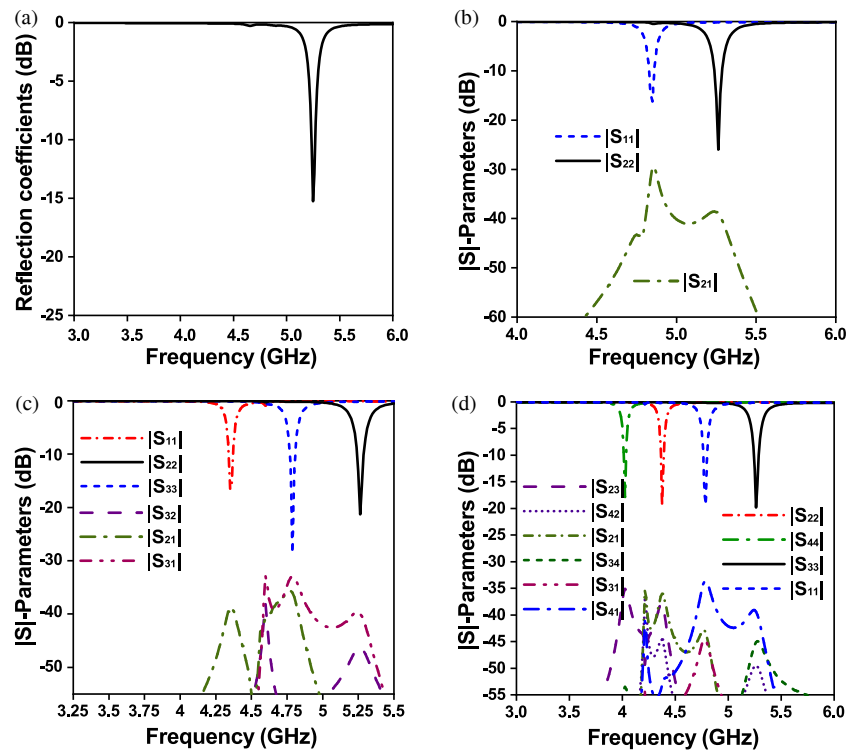 (a)
Reflection coefficients (dB)
0
-5
-10
-15
-20
-25
3.0 3.5 4.0 4.5 5.0 5.5 6.0
Frequency (GHz)
(b)
|S|-Parameters (dB)
0
-10
-20
-30
-40
-50
-60
|S11|
|S22|
|S21|
4.0 4.5 5.0 5.5 6.0
Frequency (GHz)
(c)
|S|-Parameters (dB)
0
-10
-20
-30
-40
-50
|S11|
|S22|
|S33|
|S32|
|S21|
|S31|
3.25 3.5 3.75 4 4.25 4.5 4.75 5 5.25 5.5
Frequency (GHz)
(d)
|S|-Parameters (dB)
0
-5
-10
-15
-20
-25
-30
-35
-40
-45
-50
-55
|S23|
|S42|
|S21|
|S34|
|S31|
|S41|
|S22|
|S44|
|S33|
|S11|
3.0 3.5 4.0 4.5 5.0 5.5 6.0
Frequency (GHz)